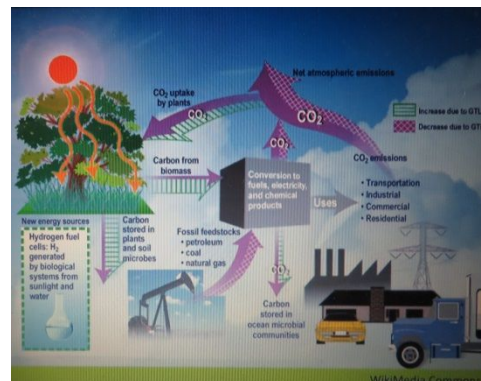 Net atmospheric emissions
CO₂ uptake
by plants
CO₂
CO₂
Increase due to GTL
Decrease due to GT
CO₂
CO₂ emissions
Carbon from
biomass
Conversion to
fuels, electricity,
and chemical
products
Uses
• Transportation
• Industrial
• Commercial
• Residential
New energy sources
Hydrogen fuel
cells: H₂
generated
by biological
systems from
sunlight and
water
Carbon
stored in
plants
and soil
microbes
Fossil feedstocks
• petroleum
• coal
• natural gas
CO₂
Carbon
stored in
ocean microbial
communities
WikiMedia Commons